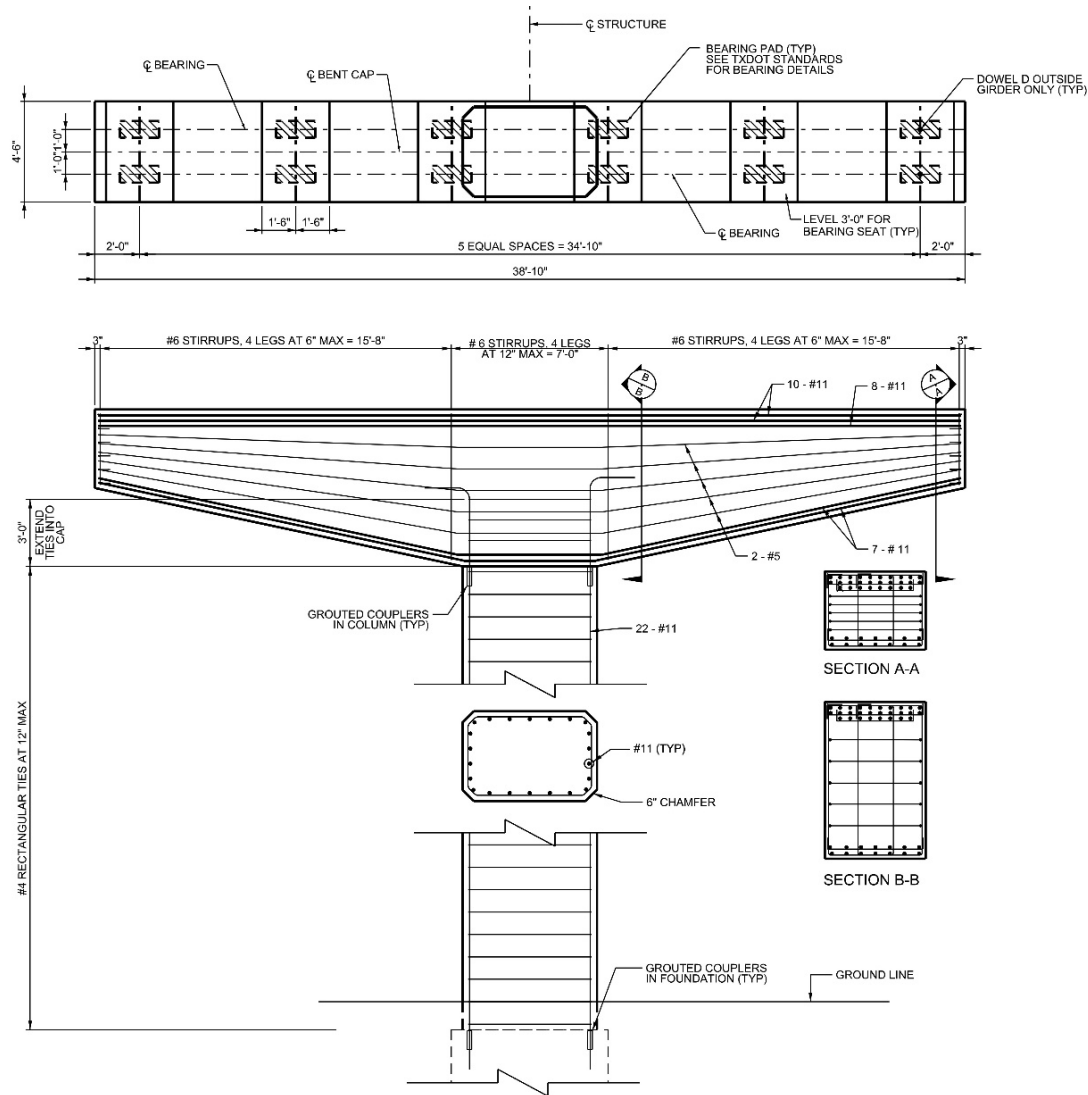 ℄ STRUCTURE
℄ BEARING
℄ BENT CAP
BEARING PAD (TYP)
SEE TXDOT STANDARDS
FOR BEARING DETAILS
DOWEL D OUTSIDE
GIRDER ONLY (TYP)
4'-6"
1'-0"
1'-0"
1'-6"
1'-6"
℄ BEARING
LEVEL 3'-0" FOR
BEARING SEAT (TYP)
2'-0"
5 EQUAL SPACES = 34'-10"
2'-0"
38'-10"
3"
#6 STIRRUPS, 4 LEGS AT 6" MAX = 15'-8"
# 6 STIRRUPS, 4 LEGS
AT 12" MAX = 7'-0"
#6 STIRRUPS, 4 LEGS AT 6" MAX = 15'-8"
3"
B
B
A
A
10 - #11
8 - #11
3'-0"
EXTEND
TIES INTO
CAP
2 - #5
7 - # 11
GROUTED COUPLERS
IN COLUMN (TYP)
22 - #11
SECTION A-A
#4 RECTANGULAR TIES AT 12" MAX
#11 (TYP)
6" CHAMFER
SECTION B-B
GROUTED COUPLERS
IN FOUNDATION (TYP)
GROUND LINE